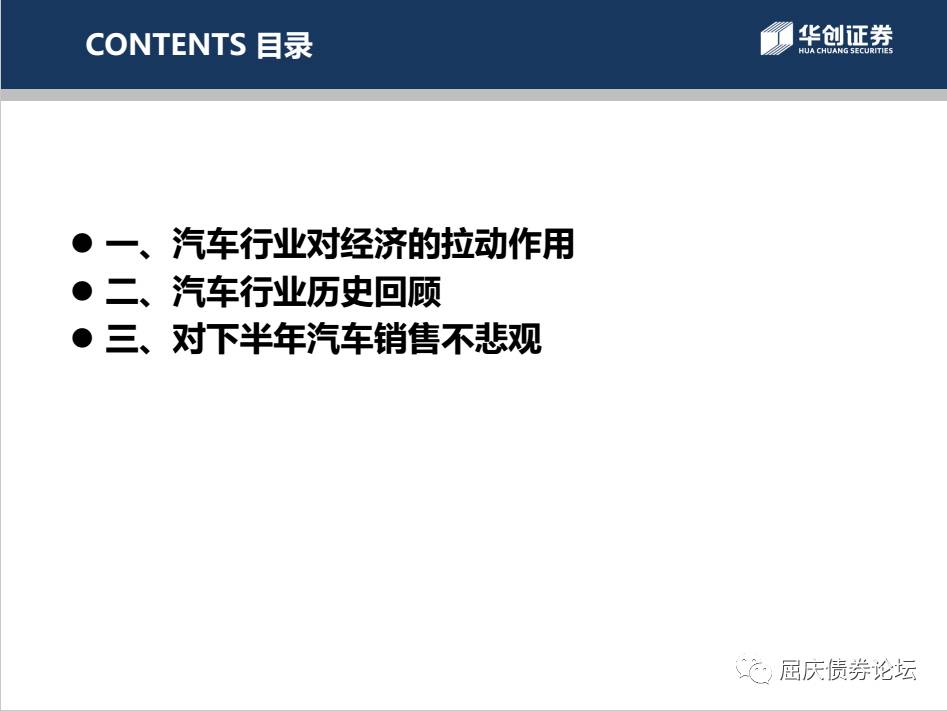 CONTENTS 目录
华创证券
HUA CHUANG SECURITIES
● 一、汽车行业对经济的拉动作用
● 二、汽车行业历史回顾
● 三、对下半年汽车销售不悲观
屈庆债券论坛